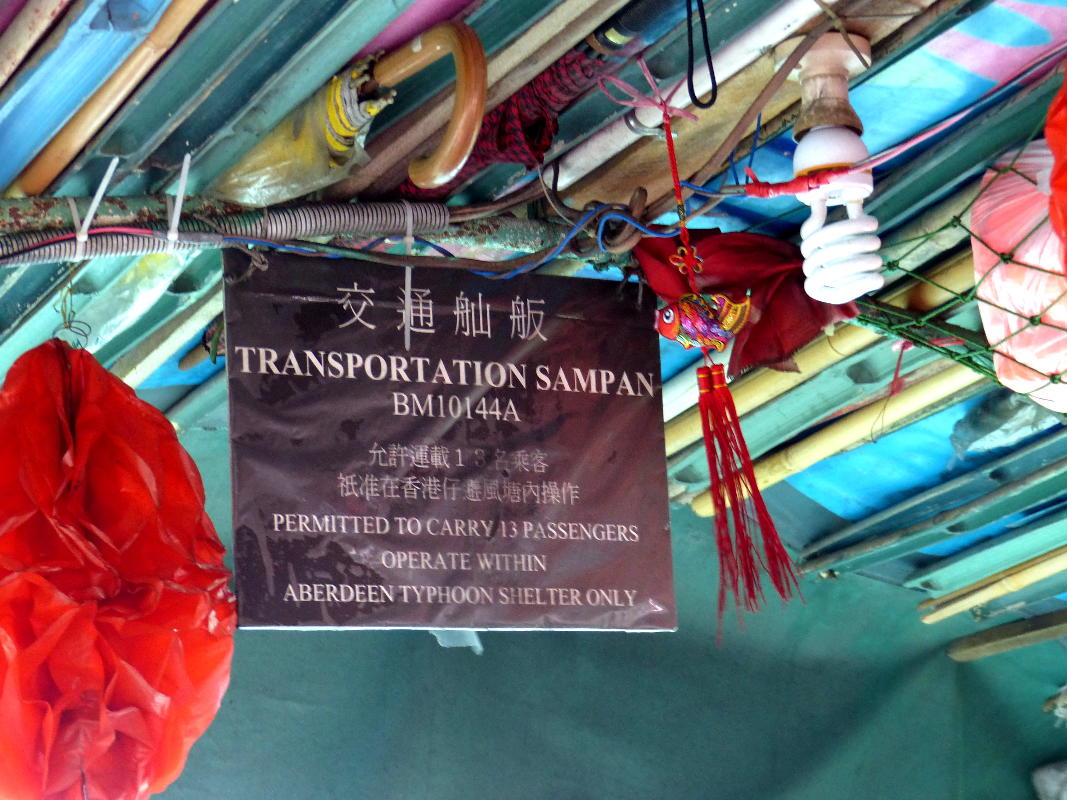 交通舢舨
TRANSPORTATION SAMPAN
BM10144A
允許運載13名乘客
祇准在香港仔避風塘內操作
PERMITTED TO CARRY 13 PASSENGERS
OPERATE WITHIN
ABERDEEN TYPHOON SHELTER ONLY